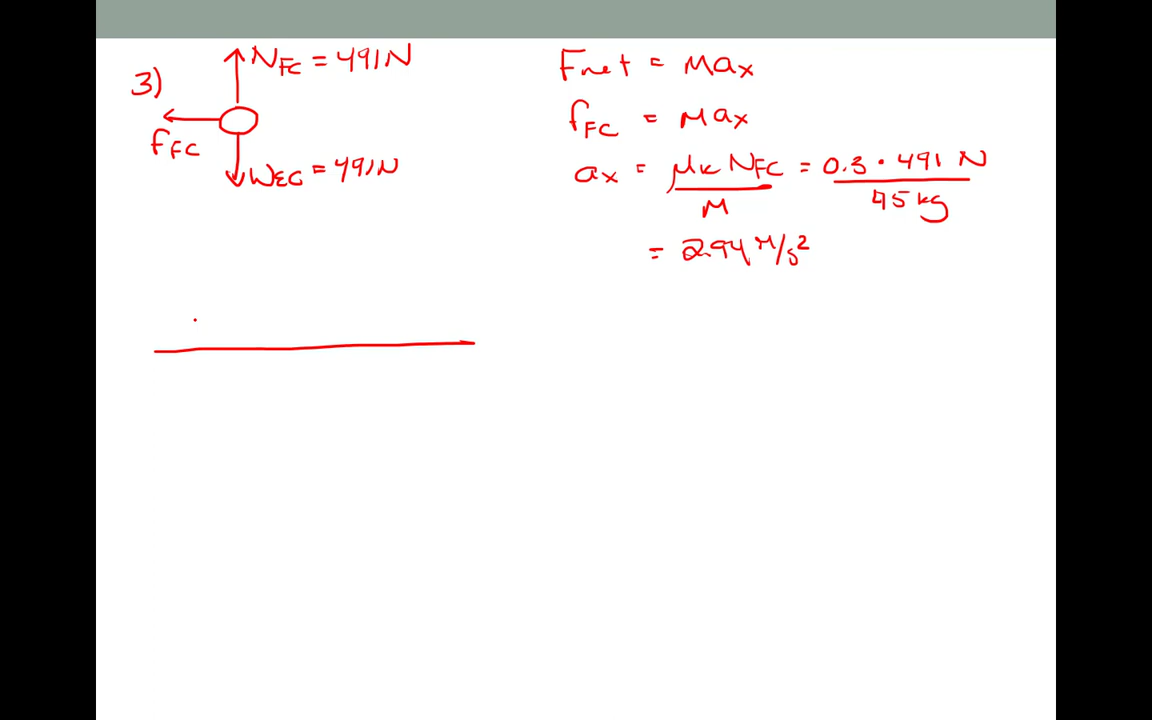 3)
N_FC = 491N
f_FC
W_EC = 491N
Fnet = Max
f_FC = Max
ax = μk N_FC / M = 0.3 · 491 N / 45 kg
= 2.94 M/s²